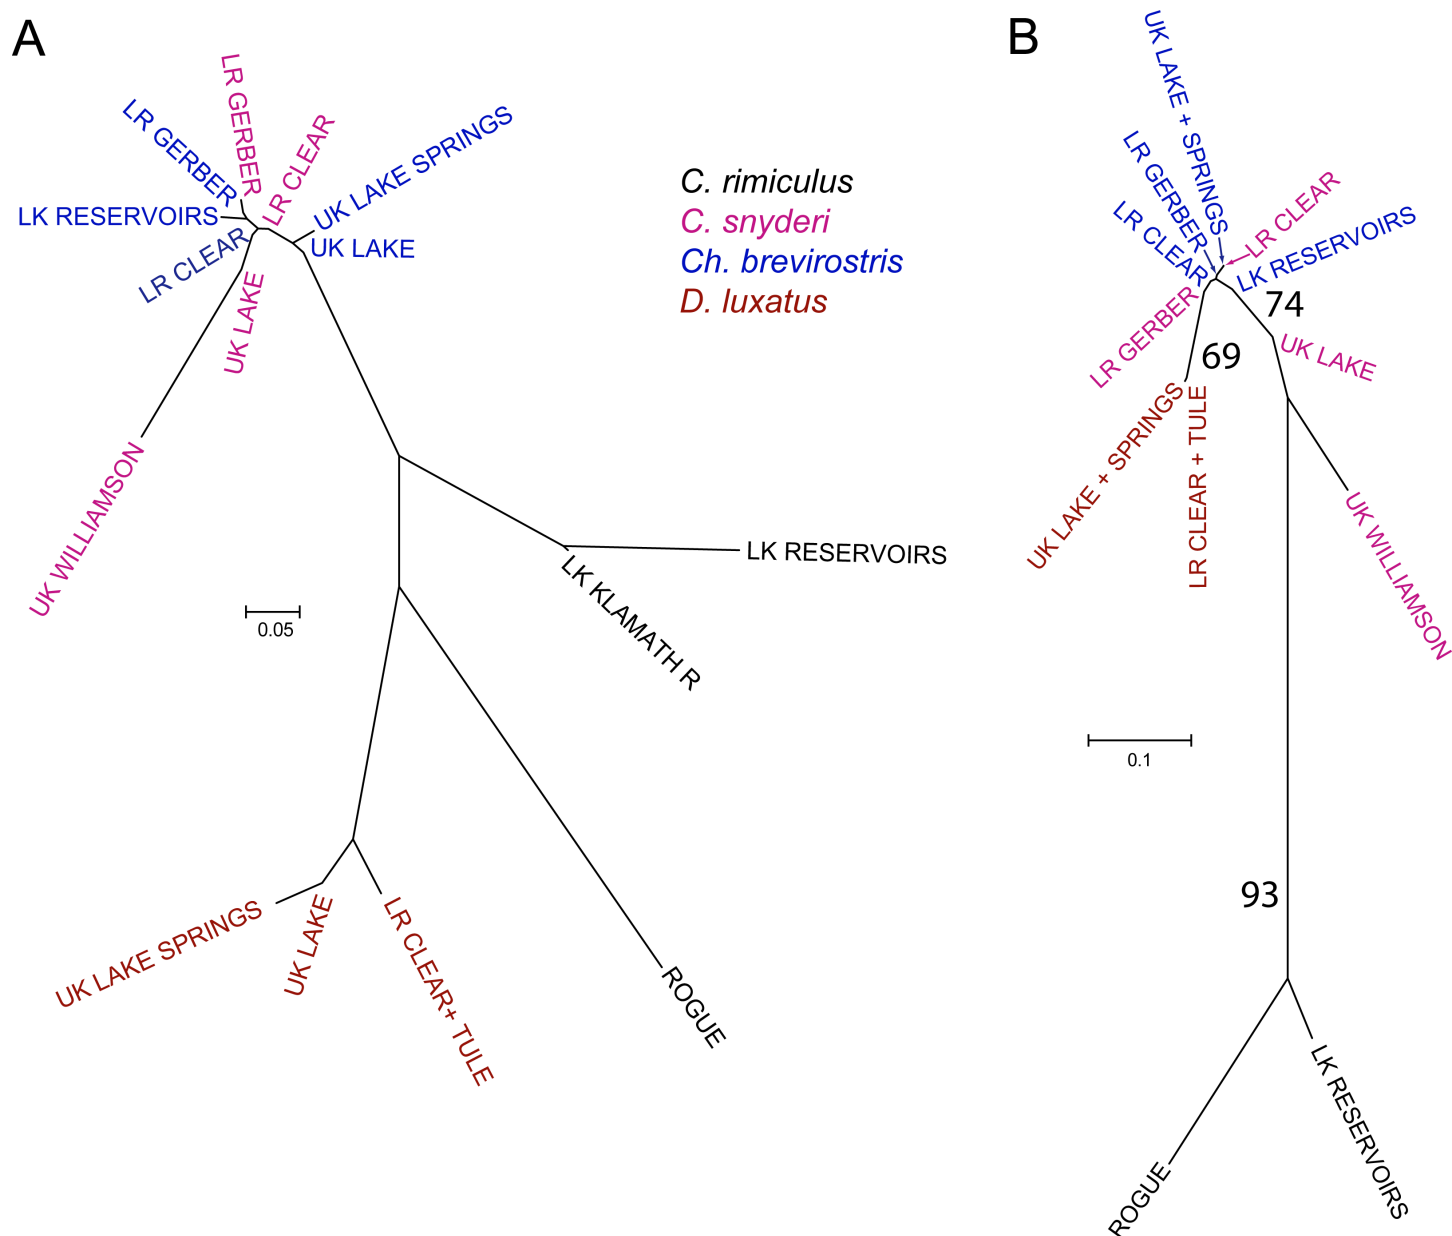 A
LR GERBER
LR GERBER
LR CLEAR
UK LAKE SPRINGS
LK RESERVOIRS
UK LAKE
LR CLEAR
UK LAKE
UK WILLIAMSON
C. rimiculus
C. snyderi
Ch. brevirostris
D. luxatus
LK RESERVOIRS
LK KLAMATH R
0.05
UK LAKE SPRINGS
UK LAKE
LR CLEAR+ TULE
ROGUE
B
UK LAKE + SPRINGS
LR GERBER
LR CLEAR
LR CLEAR
LK RESERVOIRS
74
LR GERBER
69
UK LAKE
UK LAKE + SPRINGS
LR CLEAR + TULE
UK WILLIAMSON
0.1
93
LK RESERVOIRS
ROGUE